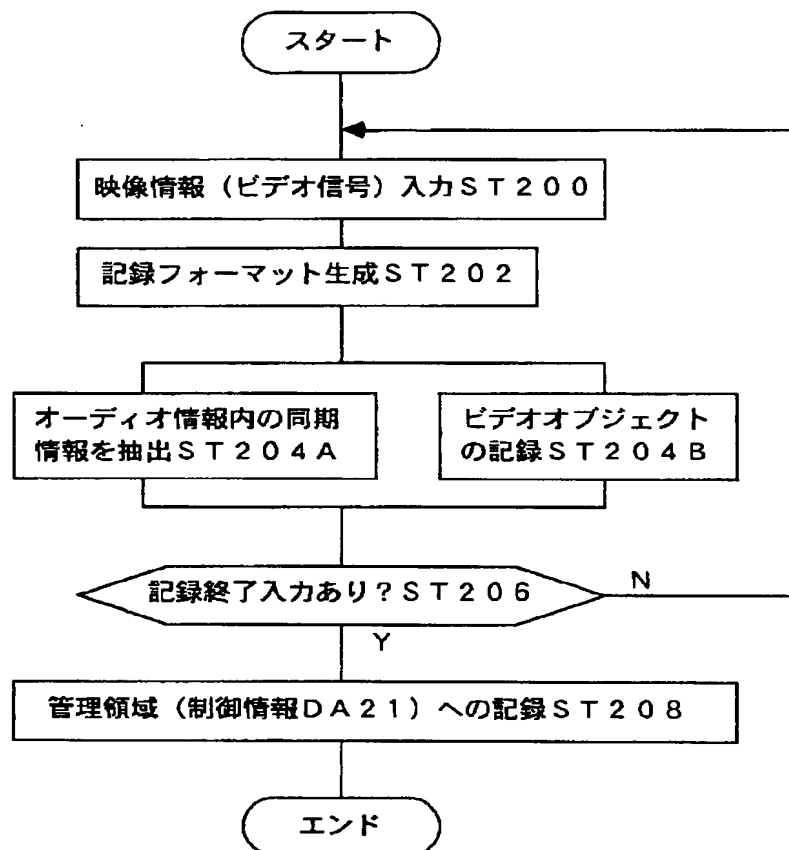 スタート
映像情報（ビデオ信号）入力ＳＴ２００
記録フォーマット生成ＳＴ２０２
オーディオ情報内の同期
情報を抽出ＳＴ２０４Ａ
ビデオオブジェクト
の記録ＳＴ２０４Ｂ
記録終了入力あり？ＳＴ２０６
N
Y
管理領域（制御情報ＤＡ２１）への記録ＳＴ２０８
エンド